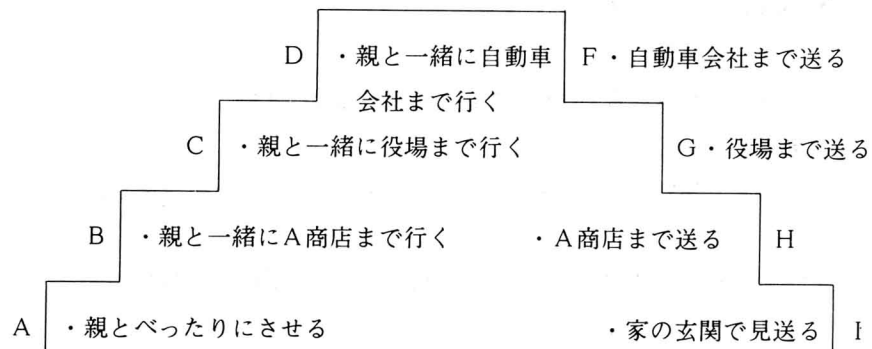 D ・親と一緒に自動車 F・自動車会社まで送る
会社まで行く
C ・親と一緒に役場まで行く G・役場まで送る
B ・親と一緒にA商店まで行く ・A商店まで送る H
A ・親とべったりにさせる ・家の玄関で見送る